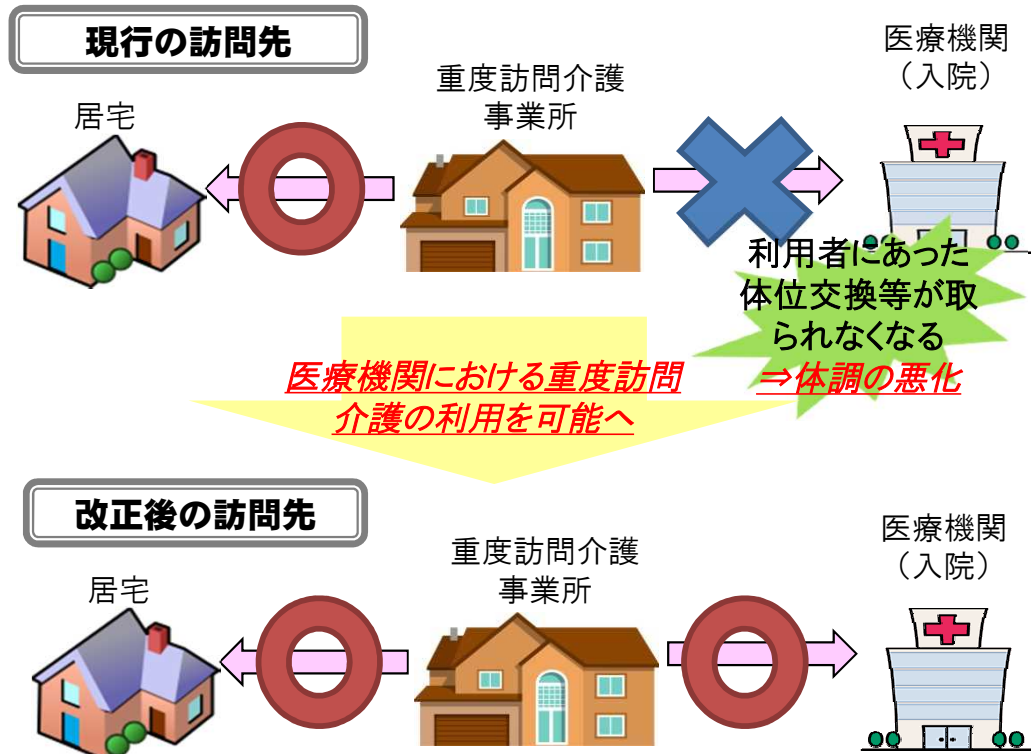 現行の訪問先
居宅
重度訪問介護
事業所
医療機関
（入院）
利用者にあった
体位交換等が取
られなくなる
⇒体調の悪化
医療機関における重度訪問
介護の利用を可能へ
改正後の訪問先
居宅
重度訪問介護
事業所
医療機関
（入院）